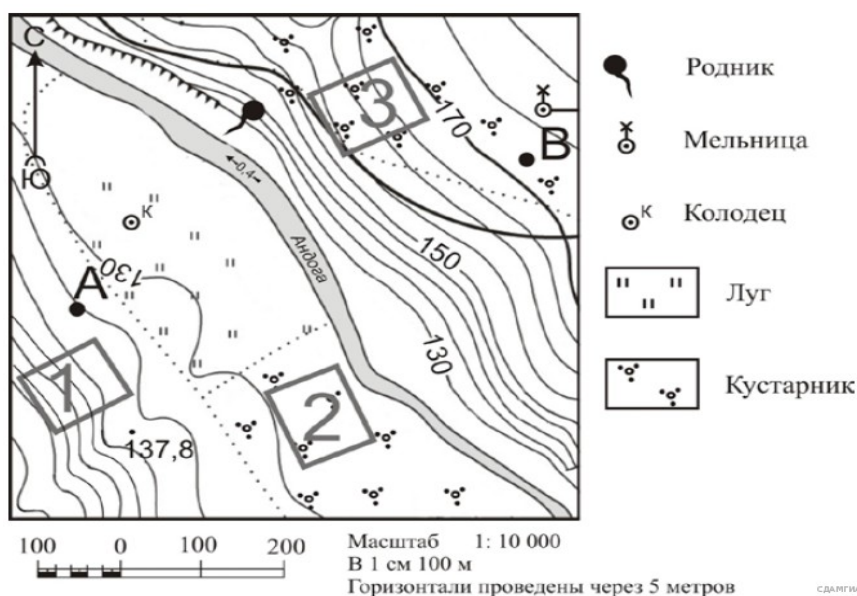 С
Ю
К
А
В
1
2
3
170
150
130
130
137,8
0,4
Андога
Родник
Мельница
К Колодец
Луг
Кустарник
100 0 100 200
Масштаб 1: 10 000
В 1 см 100 м
Горизонтали проведены через 5 метров